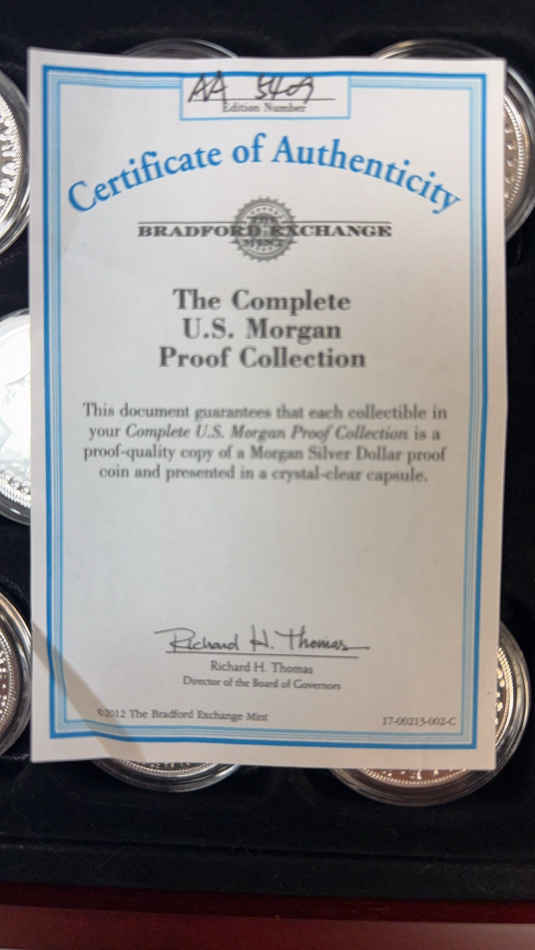 AA 5409
Edition Number
Certificate of Authenticity
THE
BRADFORD EXCHANGE
MINT
The Complete
U.S. Morgan
Proof Collection
This document guarantees that each collectible in
your Complete U.S. Morgan Proof Collection is a
proof-quality copy of a Morgan Silver Dollar proof
coin and presented in a crystal-clear capsule.
Richard H. Thomas
Richard H. Thomas
Director of the Board of Governors
©2012 The Bradford Exchange Mint
17-00213-002-C